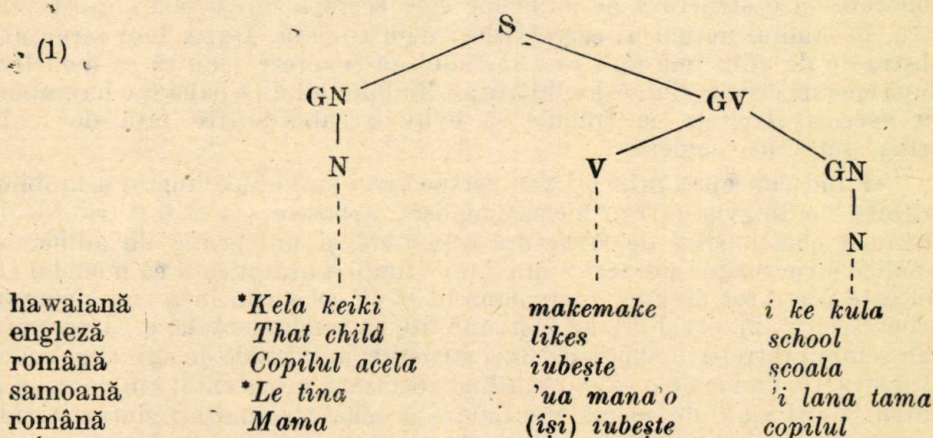 (1)
S
GN GV
N V GN
N
hawaiană *Kela keiki makemake i ke kula
engleză That child likes school
română Copilul acela iubește școala
samoană *Le tina 'ua mana'o 'i lana tama
română Mama (își) iubește copilul